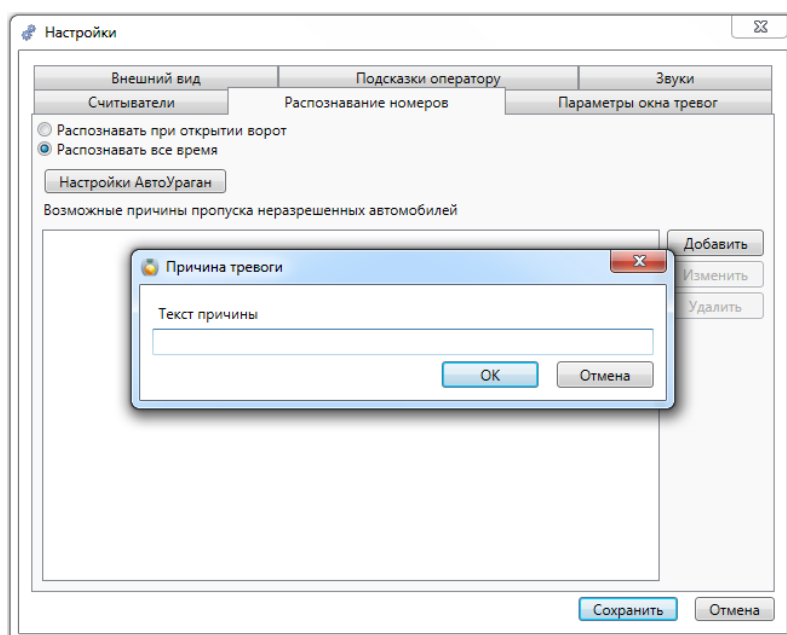 Настройки
Внешний вид
Подсказки оператору
Звуки
Считыватели
Распознавание номеров
Параметры окна тревог
Распознавать при открытии ворот
Распознавать все время
Настройки АвтоУраган
Возможные причины пропуска неразрешенных автомобилей
Добавить
Изменить
Удалить
Причина тревоги
Текст причины
ОК
Отмена
Сохранить
Отмена